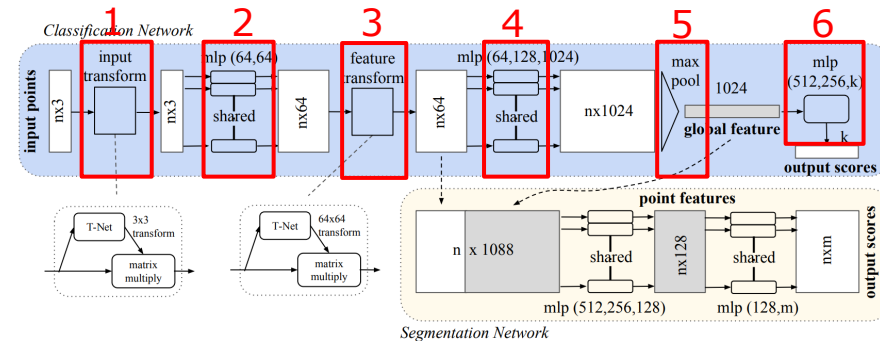 1 2 3 4 5 6
Classification Network
input points
nx3
input
transform
nx3
mlp (64,64)
shared
nx64
feature
transform
nx64
mlp (64,128,1024)
shared
nx1024
max
pool
1024
global feature
mlp
(512,256,k)
k
output scores
T-Net
3x3
transform
matrix
multiply
T-Net
64x64
transform
matrix
multiply
point features
n x 1088
shared
mlp (512,256,128)
nx128
shared
mlp (128,m)
nxm
output scores
Segmentation Network